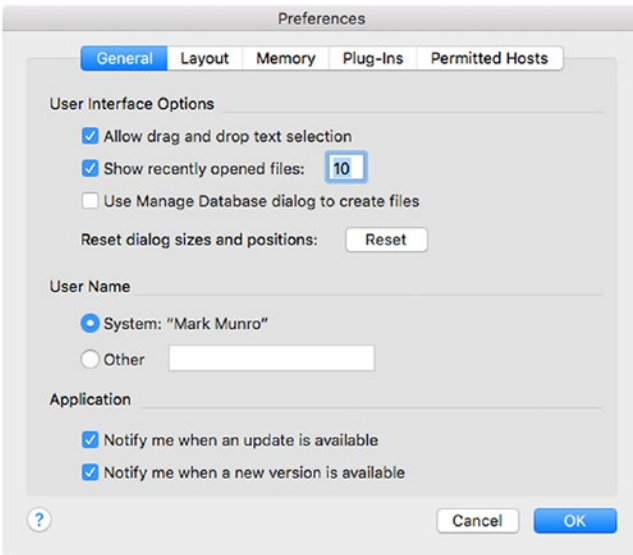 Preferences
General Layout Memory Plug-Ins Permitted Hosts
User Interface Options
Allow drag and drop text selection
Show recently opened files: 10
Use Manage Database dialog to create files
Reset dialog sizes and positions: Reset
User Name
System: “Mark Munro”
Other
Application
Notify me when an update is available
Notify me when a new version is available
? Cancel OK